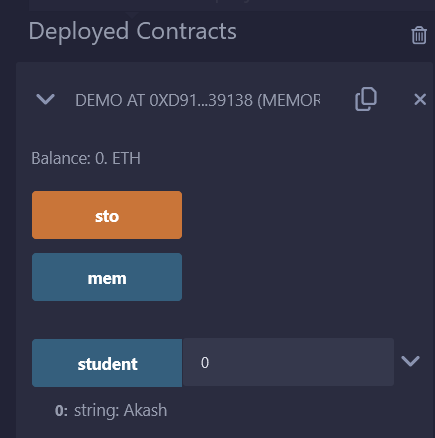 Deployed Contracts
DEMO AT 0XD91...39138 (MEMOR
Balance: 0. ETH
sto
mem
student 0
0: string: Akash